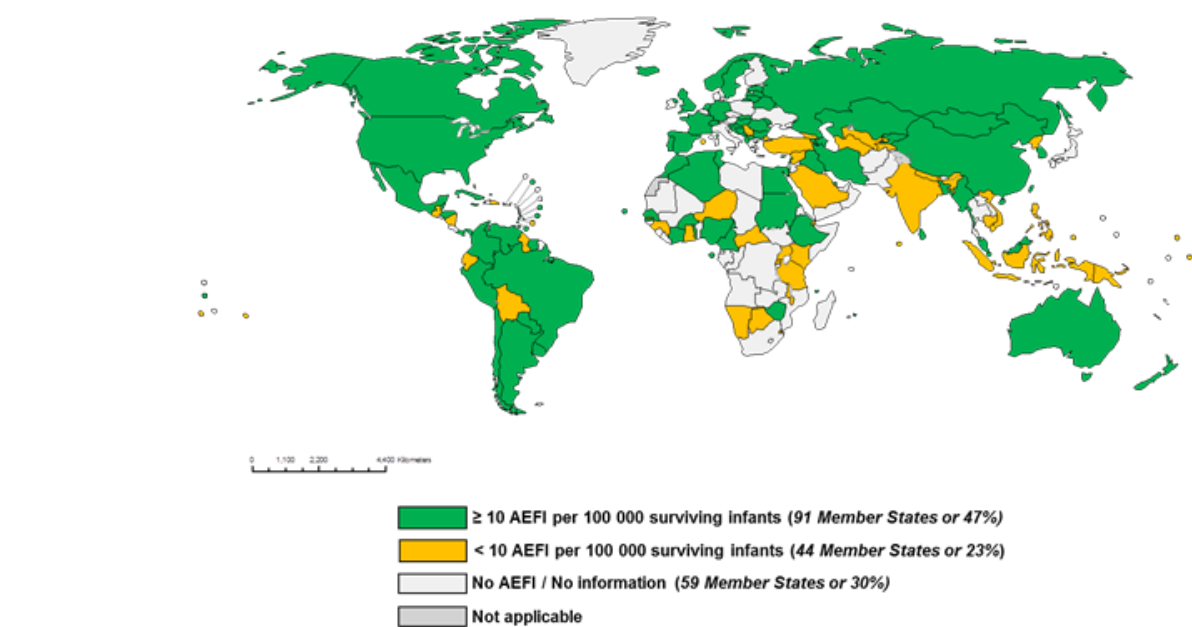 0 1,100 2,200 4,400 Kilometers
≥ 10 AEFI per 100 000 surviving infants (91 Member States or 47%)
< 10 AEFI per 100 000 surviving infants (44 Member States or 23%)
No AEFI / No information (59 Member States or 30%)
Not applicable